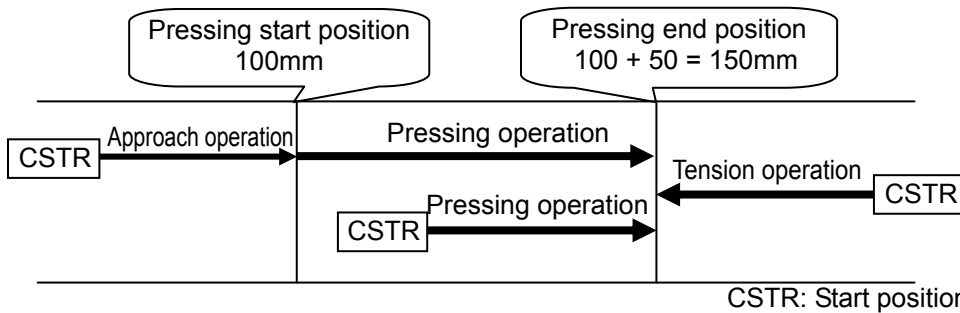 Pressing start position
100mm
Pressing end position
100 + 50 = 150mm
Approach operation
Pressing operation
CSTR
Tension operation
CSTR
Pressing operation
CSTR
CSTR: Start position